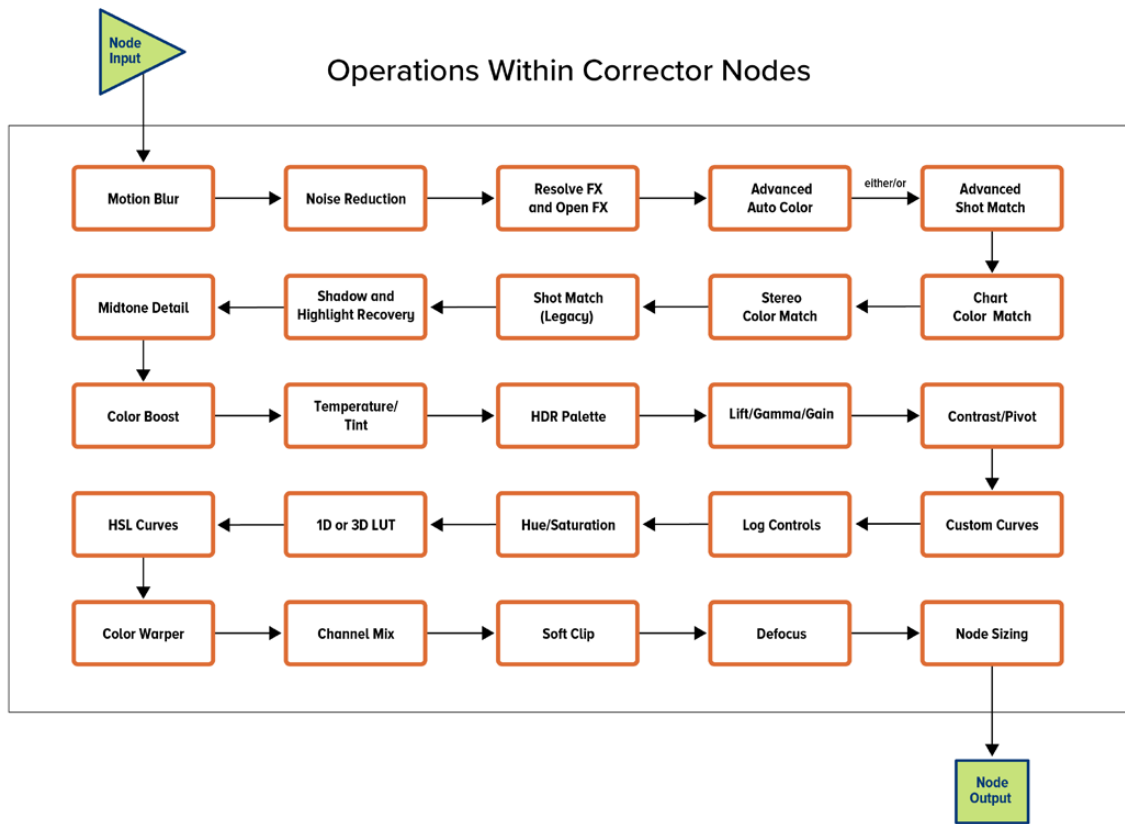 Node
Input
Operations Within Corrector Nodes
Motion Blur
Noise Reduction
Resolve FX
and Open FX
Advanced
Auto Color
either/or
Advanced
Shot Match
Midtone Detail
Shadow and
Highlight Recovery
Shot Match
(Legacy)
Stereo
Color Match
Chart
Color Match
Color Boost
Temperature/
Tint
HDR Palette
Lift/Gamma/Gain
Contrast/Pivot
HSL Curves
1D or 3D LUT
Hue/Saturation
Log Controls
Custom Curves
Color Warper
Channel Mix
Soft Clip
Defocus
Node Sizing
Node
Output